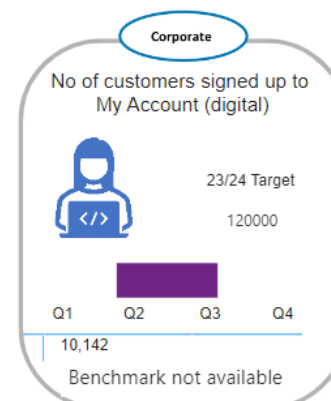 Corporate
No of customers signed up to
My Account (digital)
</>
23/24 Target
120000
Q1 Q2 Q3 Q4
10,142
Benchmark not available